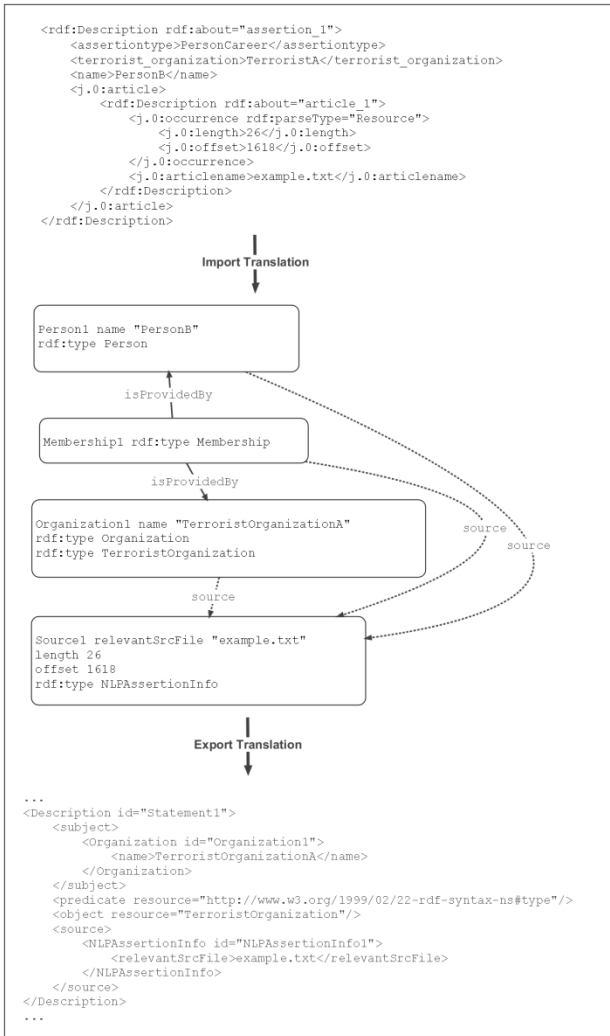 <rdf:Description rdf:about="assertion_1">
<assertiontype>PersonCareer</assertiontype>
<terrorist_organization>TerroristA</terrorist_organization>
<name>PersonB</name>
<j.0:article>
<rdf:Description rdf:about="article_1">
<j.0:occurrence rdf:parseType="Resource">
<j.0:length>26</j.0:length>
<j.0:offset>1618</j.0:offset>
</j.0:occurrence>
<j.0:articlename>example.txt</j.0:articlename>
</rdf:Description>
</j.0:article>
</rdf:Description>
Import Translation
Person1 name "PersonB"
rdf:type Person
isProvidedBy
Membership1 rdf:type Membership
isProvidedBy
Organization1 name "TerroristOrganizationA"
rdf:type Organization
rdf:type TerroristOrganization
source
source
source
Source1 relevantSrcFile "example.txt"
length 26
offset 1618
rdf:type NLPAssertionInfo
Export Translation
...
<Description id="Statement1">
<subject>
<Organization id="Organization1">
<name>TerroristOrganizationA</name>
</Organization>
</subject>
<predicate resource="http://www.w3.org/1999/02/22-rdf-syntax-ns#type"/>
<object resource="TerroristOrganization"/>
<source>
<NLPAssertionInfo id="NLPAssertionInfo1">
<relevantSrcFile>example.txt</relevantSrcFile>
</NLPAssertionInfo>
</source>
</Description>
...